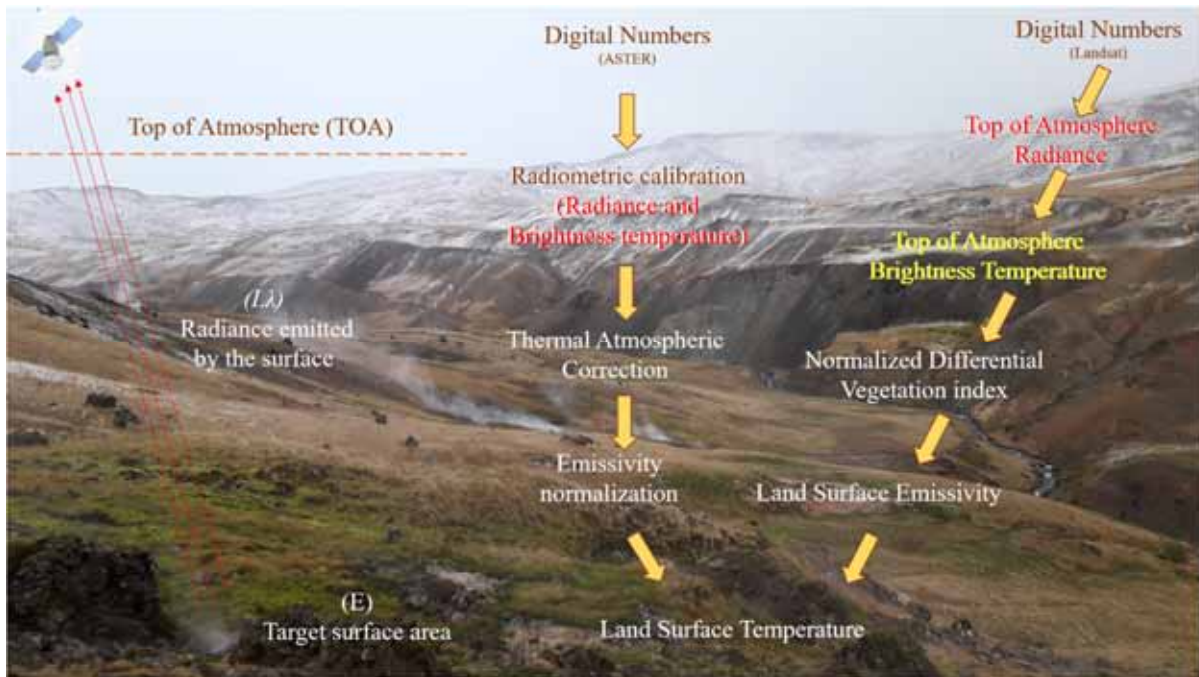 Digital Numbers
(ASTER)
Digital Numbers
(Landsat)
Top of Atmosphere (TOA)
Top of Atmosphere
Radiance
Radiometric calibration
(Radiance and
Brightness temperature)
Top of Atmosphere
Brightness Temperature
(Lλ)
Radiance emitted
by the surface
Thermal Atmospheric
Correction
Normalized Differential
Vegetation index
Emissivity
normalization
Land Surface Emissivity
(E)
Target surface area
Land Surface Temperature